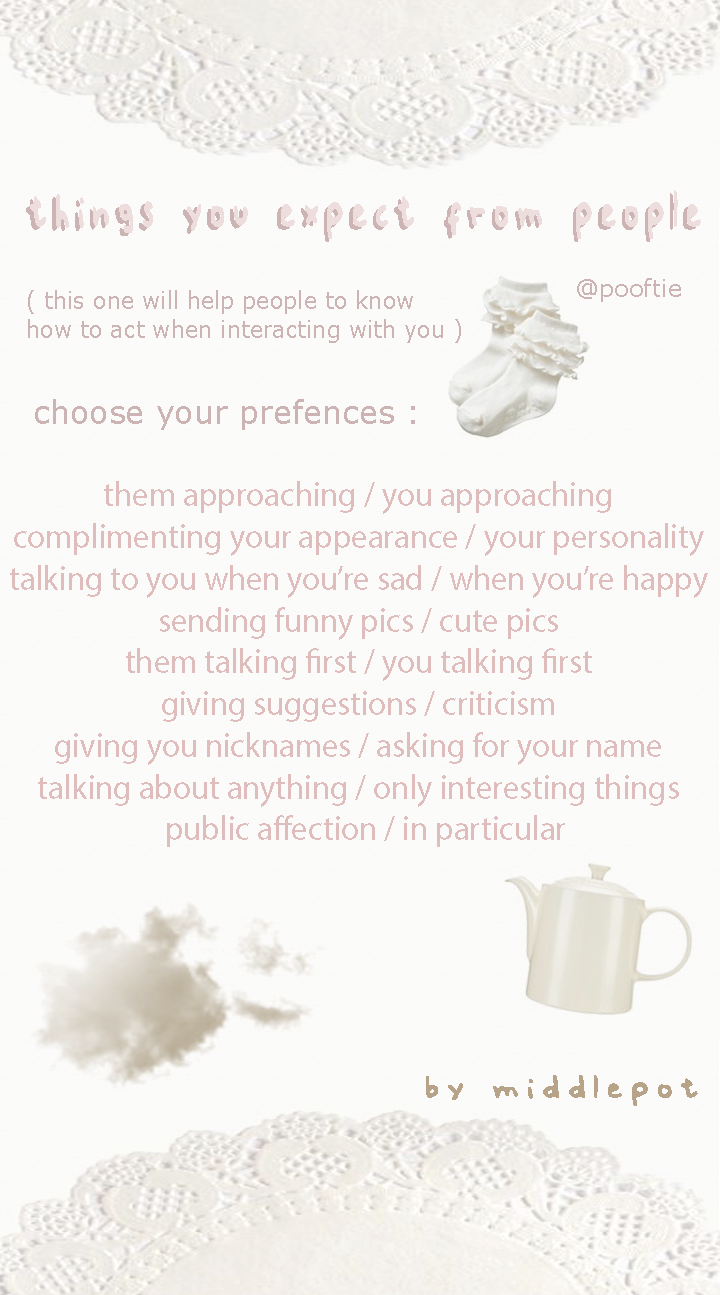 things you expect from people
@pooftie
( this one will help people to know
how to act when interacting with you )
choose your prefences :
them approaching / you approaching
complimenting your appearance / your personality
talking to you when you’re sad / when you’re happy
sending funny pics / cute pics
them talking first / you talking first
giving suggestions / criticism
giving you nicknames / asking for your name
talking about anything / only interesting things
public affection / in particular
by middlepot